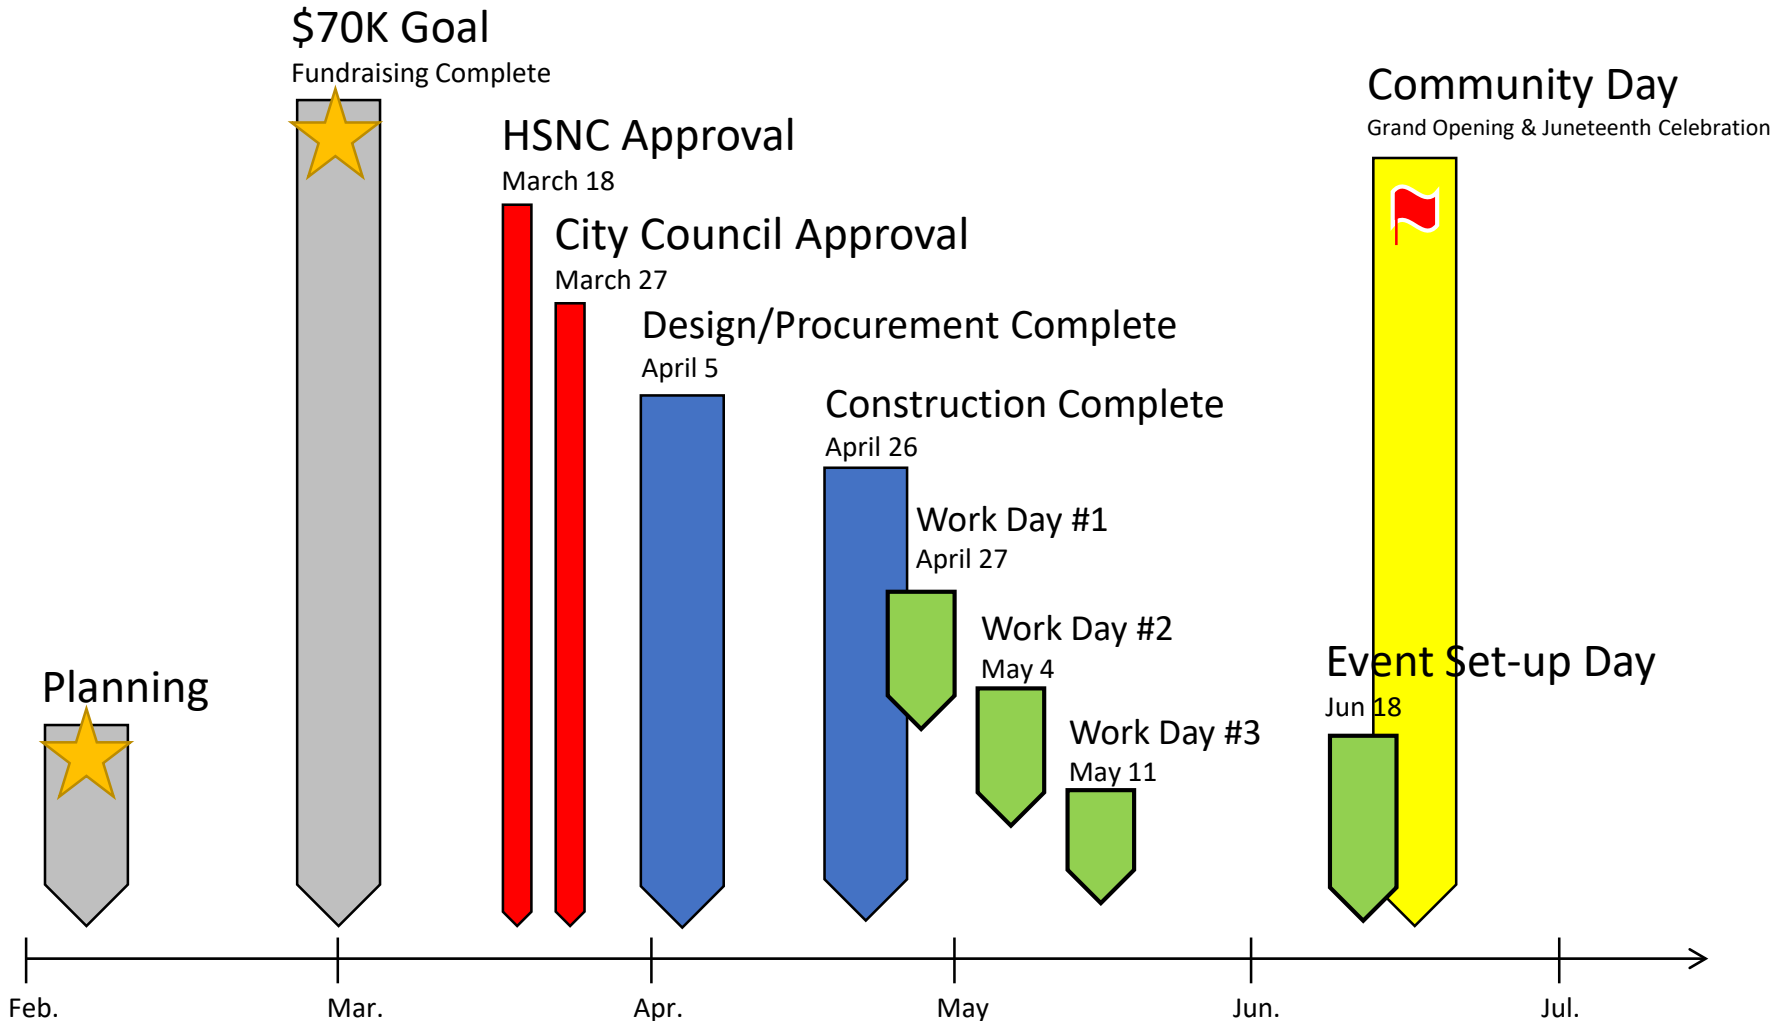 $70K Goal
Fundraising Complete
Community Day
Grand Opening & Juneteenth Celebration
HSNC Approval
March 18
City Council Approval
March 27
Design/Procurement Complete
April 5
Construction Complete
April 26
Work Day #1
April 27
Work Day #2
May 4
Event Set-up Day
Jun 18
Planning
Work Day #3
May 11
Feb.
Mar.
Apr.
May
Jun.
Jul.